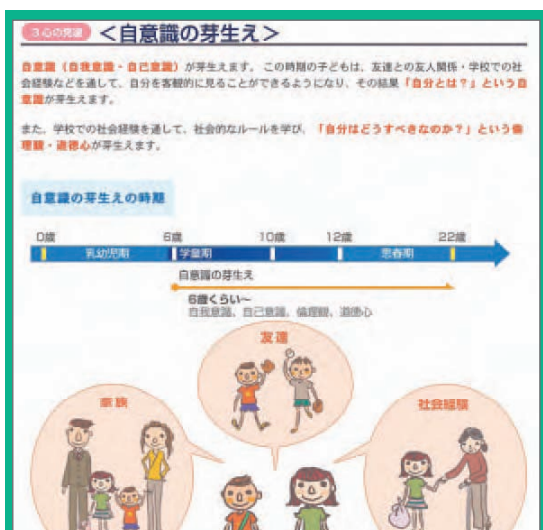 3.心の発達 ＜自意識の芽生え＞
自意識（自我意識・自己意識）が芽生えます。この時期の子どもは、友達との友人関係・学校での社
会経験などを通して、自分を客観的に見ることができるようになり、その結果「自分とは？」という自
意識が芽生えます。
また、学校での社会経験を通して、社会的なルールを学び、「自分はどうすべきなのか？」という倫
理観・道徳心が芽生えます。
自意識の芽生えの時期
0歳 6歳 10歳 12歳 22歳
乳幼児期 学童期 思春期
自意識の芽生え
6歳くらい～
自我意識、自己意識、倫理観、道徳心
友達
家族
社会経験